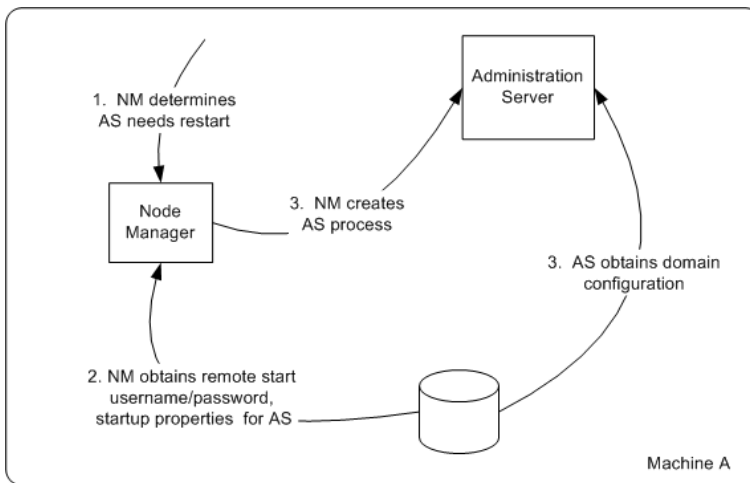 Administration
Server
1. NM determines
AS needs restart
Node
Manager
3. NM creates
AS process
3. AS obtains domain
configuration
2. NM obtains remote start
username/password,
startup properties for AS
Machine A